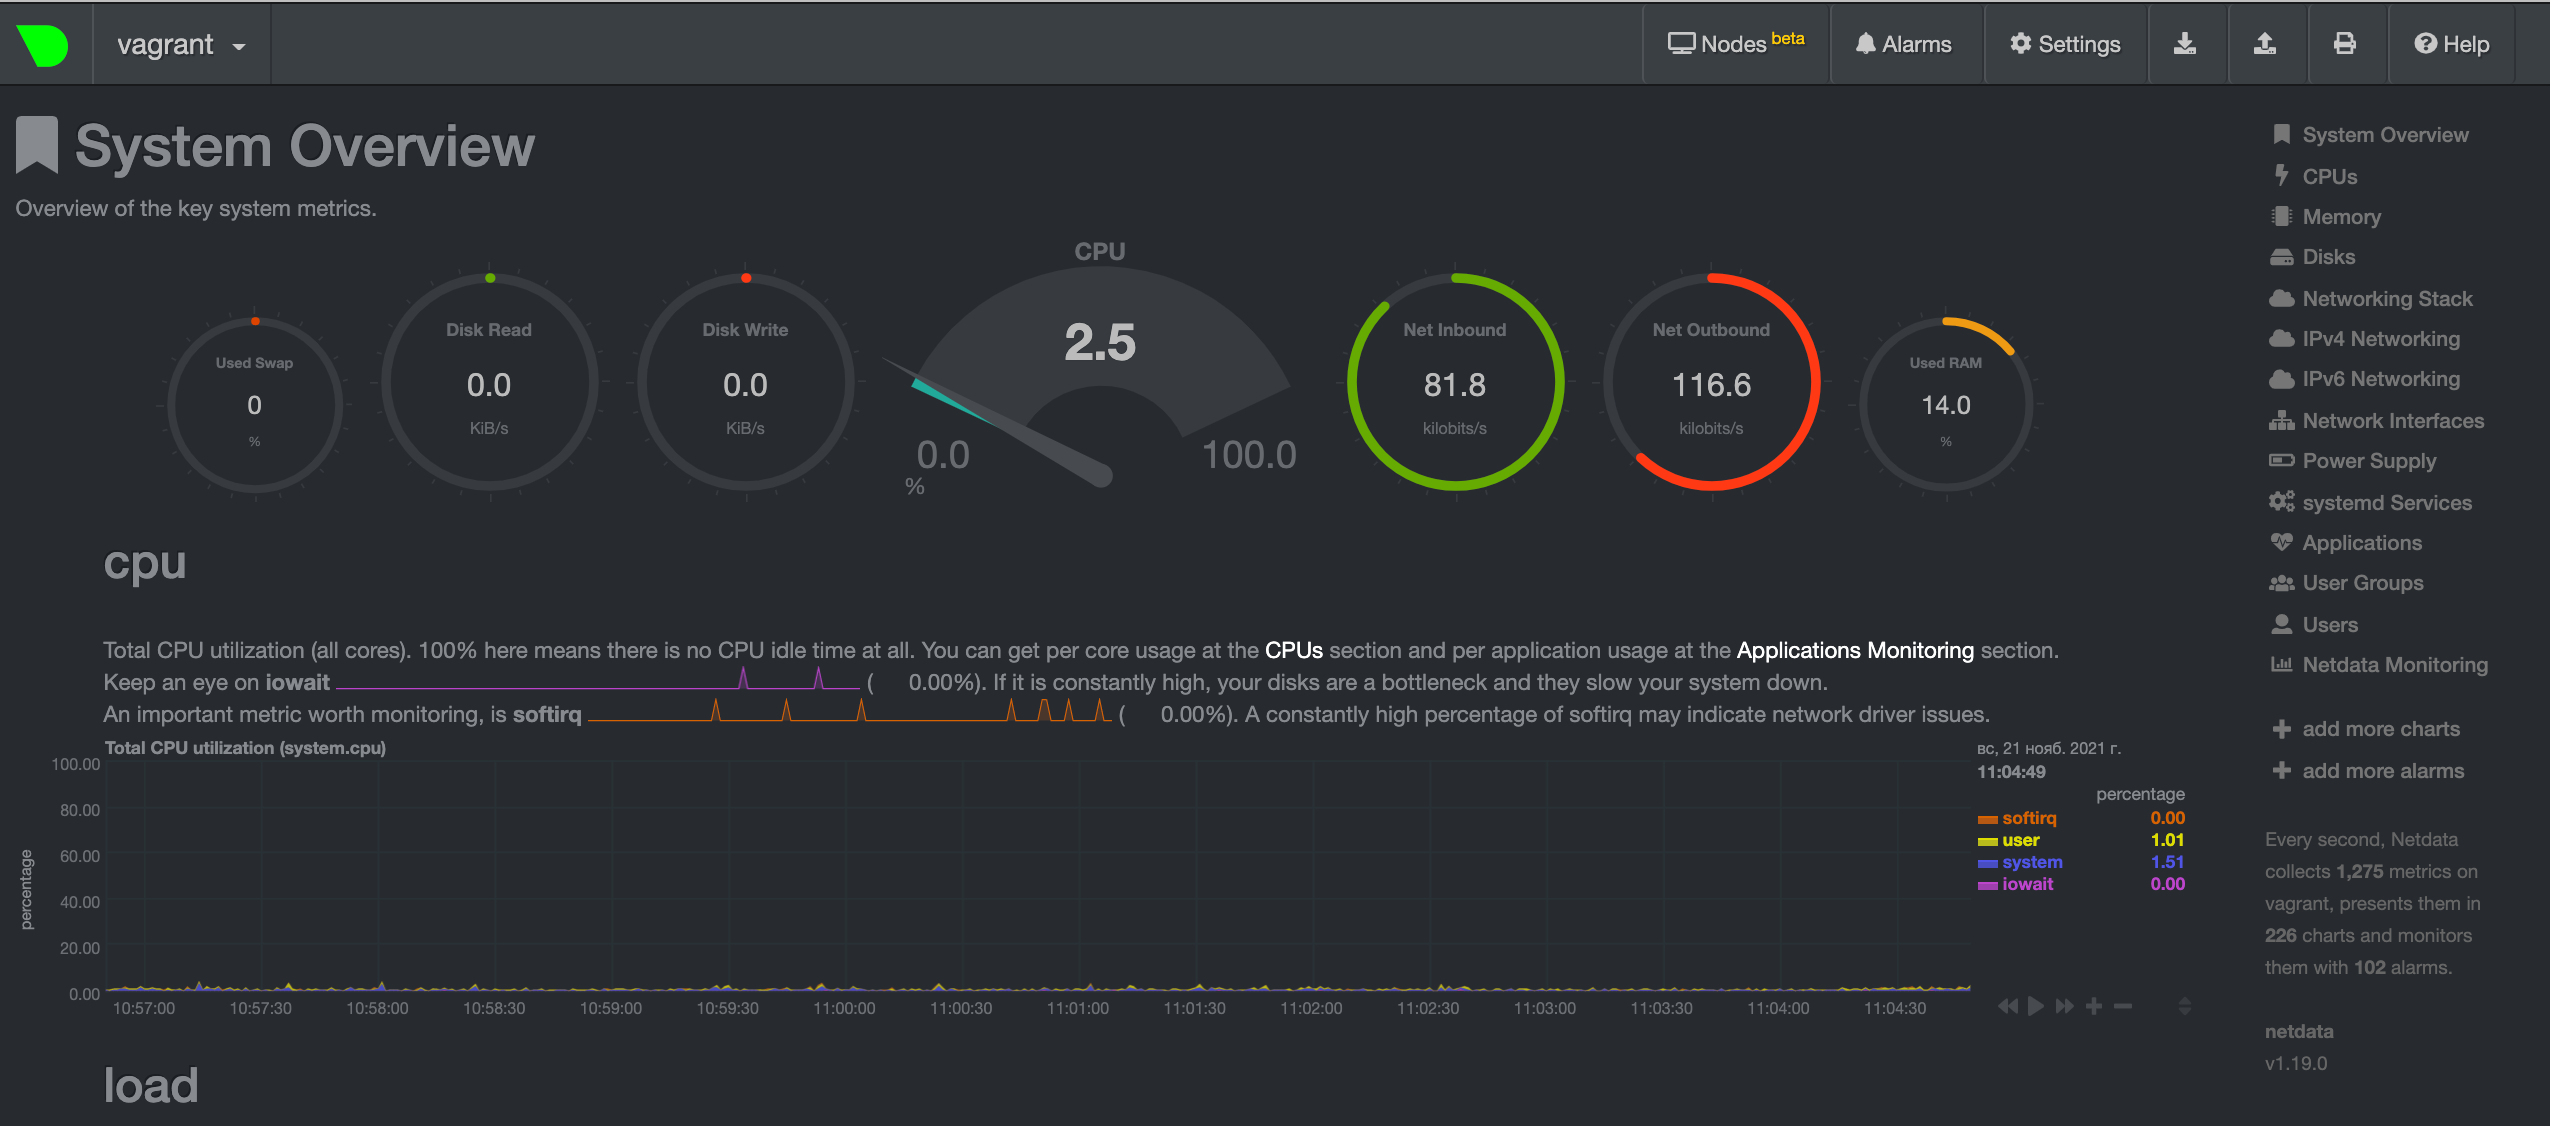 vagrant
Nodes beta
Alarms
Settings
Help
System Overview
Overview of the key system metrics.
Used Swap
0
%
Disk Read
0.0
KiB/s
Disk Write
0.0
KiB/s
CPU
2.5
0.0
100.0
%
Net Inbound
81.8
kilobits/s
Net Outbound
116.6
kilobits/s
Used RAM
14.0
%
cpu
Total CPU utilization (all cores). 100% here means there is no CPU idle time at all. You can get per core usage at the CPUs section and per application usage at the Applications Monitoring section.
Keep an eye on iowait ( 0.00%). If it is constantly high, your disks are a bottleneck and they slow your system down.
An important metric worth monitoring, is softirq ( 0.00%). A constantly high percentage of softirq may indicate network driver issues.
Total CPU utilization (system.cpu)
percentage
100.00
80.00
60.00
40.00
20.00
0.00
10:57:00 10:57:30 10:58:00 10:58:30 10:59:00 10:59:30 11:00:00 11:00:30 11:01:00 11:01:30 11:02:00 11:02:30 11:03:00 11:03:30 11:04:00 11:04:30
вс, 21 нояб. 2021 г.
11:04:49
percentage
softirq 0.00
user 1.01
system 1.51
iowait 0.00
load
System Overview
CPUs
Memory
Disks
Networking Stack
IPv4 Networking
IPv6 Networking
Network Interfaces
Power Supply
systemd Services
Applications
User Groups
Users
Netdata Monitoring
add more charts
add more alarms
Every second, Netdata
collects 1,275 metrics on
vagrant, presents them in
226 charts and monitors
them with 102 alarms.
netdata
v1.19.0